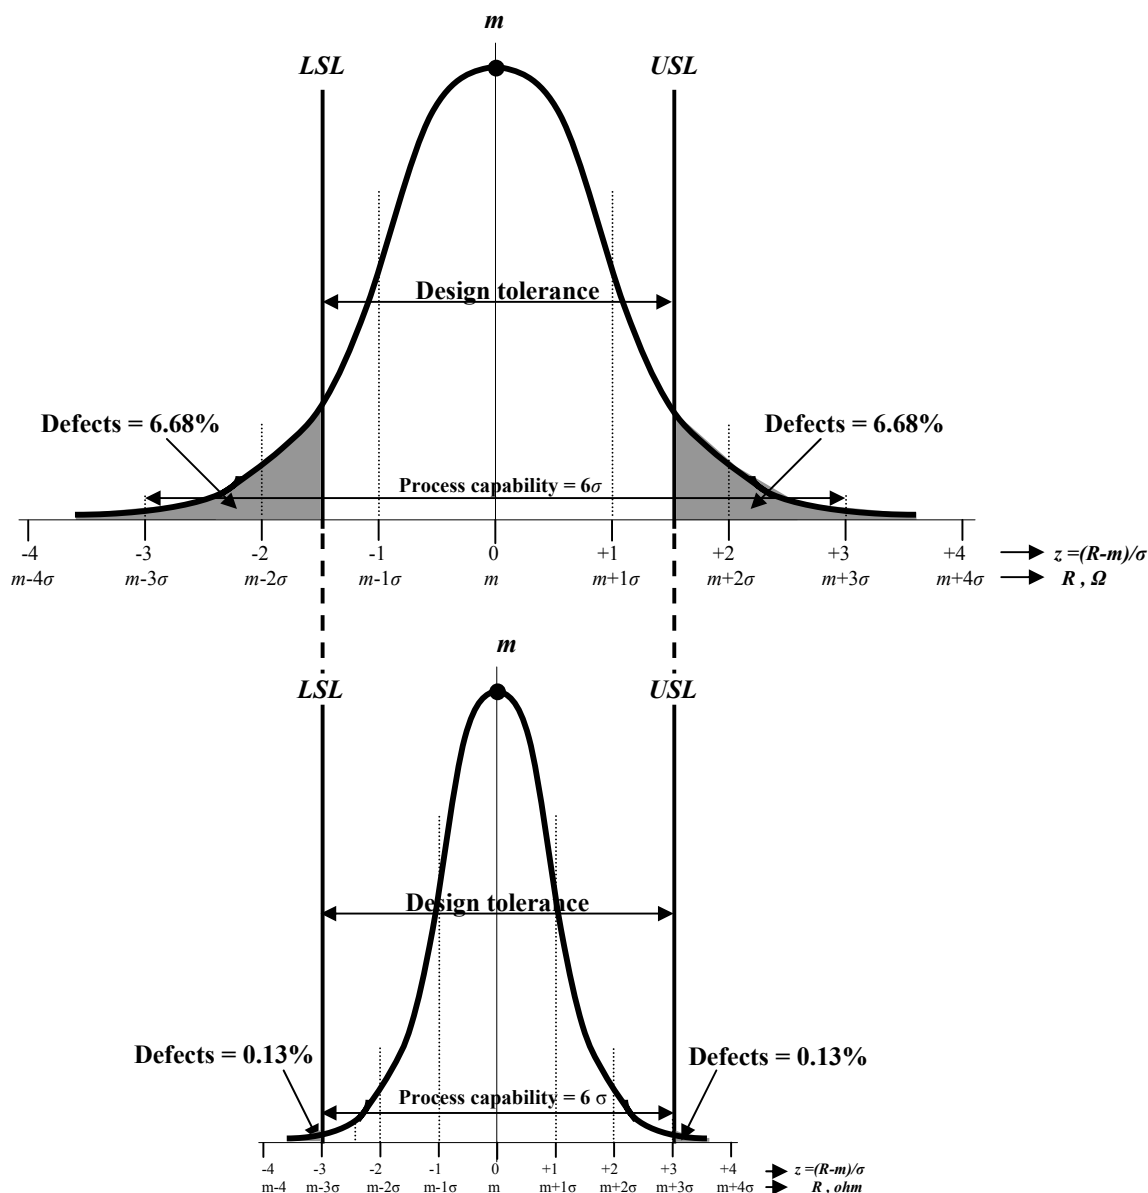 m
LSL USL
Design tolerance
Defects = 6.68% Defects = 6.68%
Process capability = 6σ
-4 -3 -2 -1 0 +1 +2 +3 +4 z =(R-m)/σ
m-4σ m-3σ m-2σ m-1σ m m+1σ m+2σ m+3σ m+4σ R , Ω
m
LSL USL
Design tolerance
Defects = 0.13% Defects = 0.13%
Process capability = 6 σ
-4 -3 -2 -1 0 +1 +2 +3 +4 z=(R-m)/σ
m-4 m-3σ m-2σ m-1σ m m+1σ m+2σ m+3σ m+4σ R , ohm